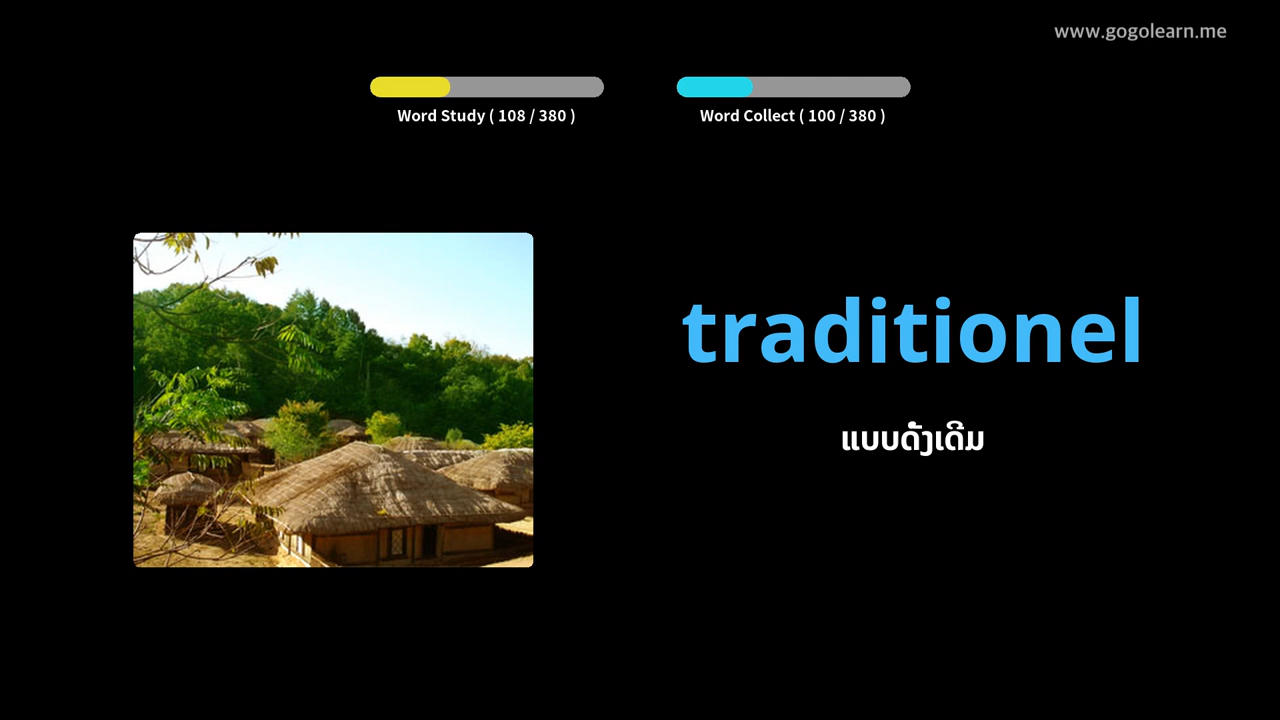 www.gogolearn.me
Word Study ( 108 / 380 )
Word Collect ( 100 / 380 )
traditionel
ແບບດັ້ງເດີມ